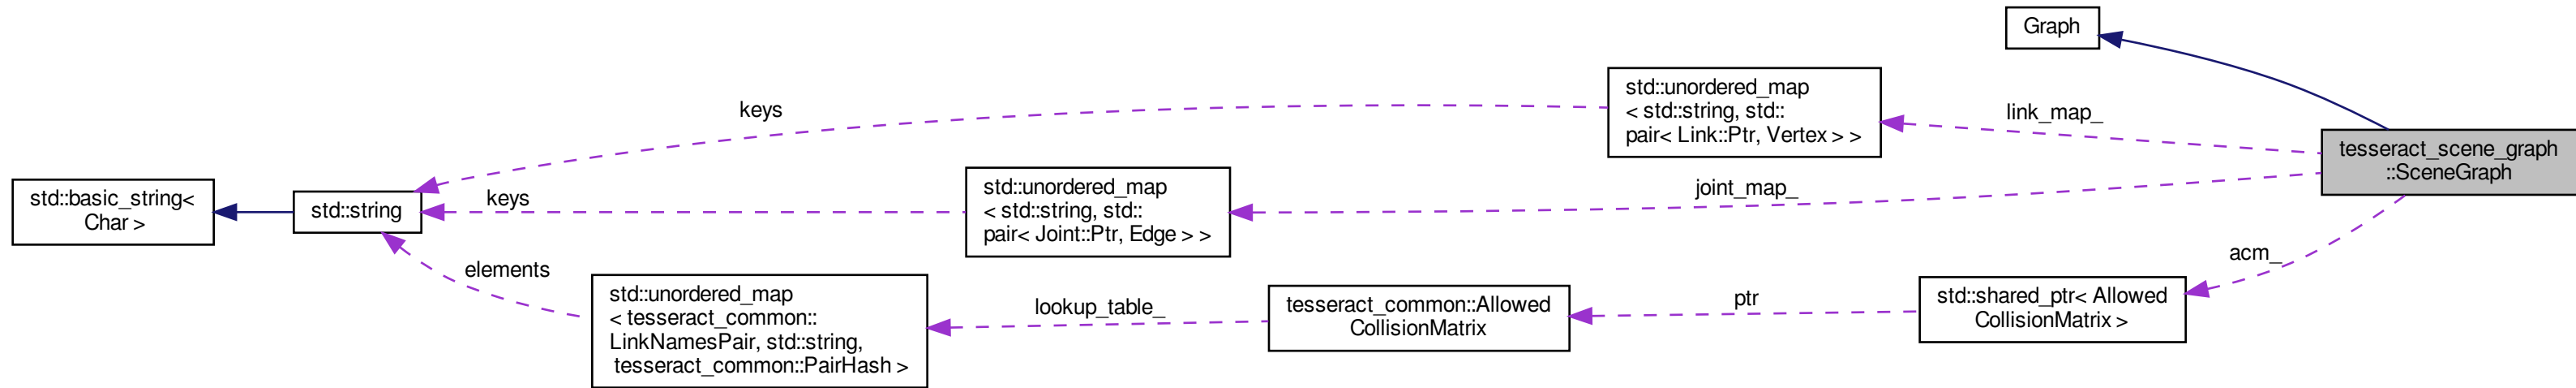 Graph
std::unordered_map
< std::string, std::
pair< Link::Ptr, Vertex > >
keys
link_map_
tesseract_scene_graph
::SceneGraph
std::basic_string<
Char >
std::string
keys
std::unordered_map
< std::string, std::
pair< Joint::Ptr, Edge > >
joint_map_
elements
std::unordered_map
< tesseract_common::
LinkNamesPair, std::string,
tesseract_common::PairHash >
lookup_table_
tesseract_common::Allowed
CollisionMatrix
ptr
std::shared_ptr< Allowed
CollisionMatrix >
acm_